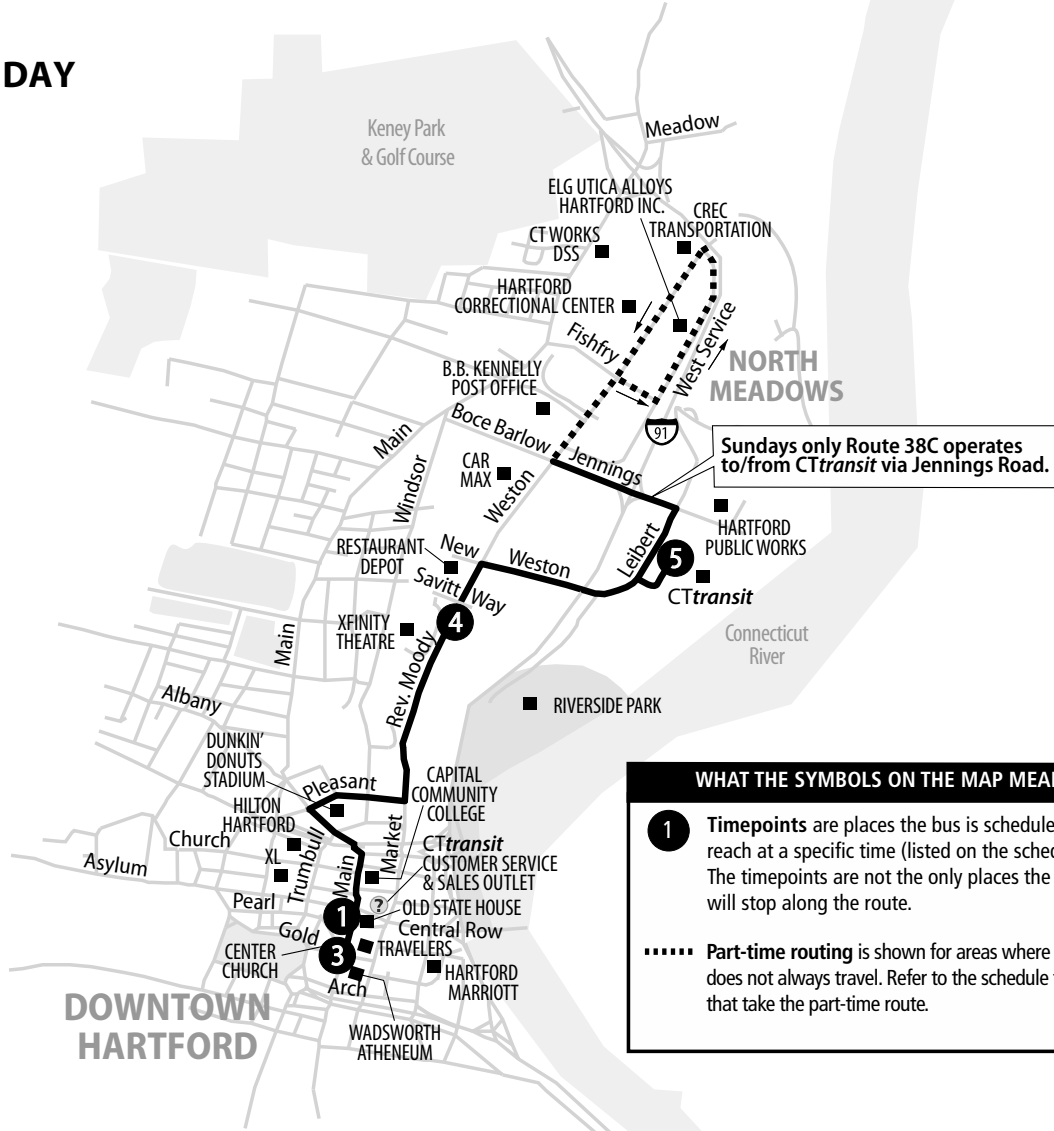 DAY
Keney Park
& Golf Course
Meadow
ELG UTICA ALLOYS
HARTFORD INC.
CREC
TRANSPORTATION
CT WORKS
DSS
HARTFORD
CORRECTIONAL CENTER
Fishfry
West Service
NORTH
MEADOWS
B.B. KENNELLY
POST OFFICE
Boce Barlow
Main
91
Jennings
Sundays only Route 38C operates
to/from CTtransit via Jennings Road.
CAR
MAX
Weston
Windsor
HARTFORD
PUBLIC WORKS
RESTAURANT
DEPOT
New
Weston
Leibert
5
CTtransit
Savitt Way
4
XFINITY
THEATRE
Main
Rev. Moody
Connecticut
River
Albany
RIVERSIDE PARK
DUNKIN'
DONUTS
STADIUM
Pleasant
CAPITAL
COMMUNITY
COLLEGE
HILTON
HARTFORD
Church
Trumbull
Main
Market
CTtransit
CUSTOMER SERVICE
& SALES OUTLET
Asylum
XL
Pearl
?
1
OLD STATE HOUSE
Gold
Central Row
CENTER
CHURCH
3
TRAVELERS
Arch
HARTFORD
MARRIOTT
DOWNTOWN
HARTFORD
WADSWORTH
ATHENEUM
WHAT THE SYMBOLS ON THE MAP MEAN
1
Timepoints are places the bus is schedule
reach at a specific time (listed on the sched
The timepoints are not the only places the
will stop along the route.
Part-time routing is shown for areas where
does not always travel. Refer to the schedule
that take the part-time route.